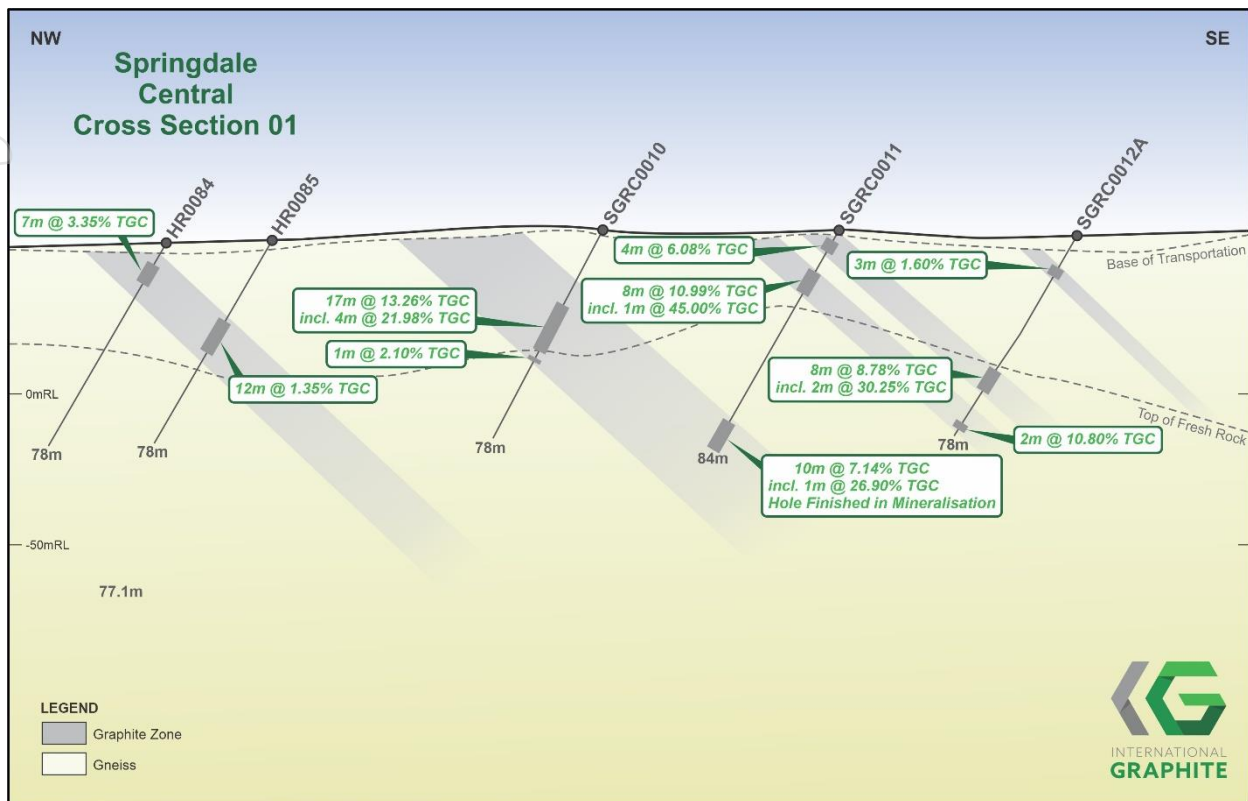 NW
SE
Springdale
Central
Cross Section 01
HR0084
HR0085
SGRC0010
SGRC0011
SGRC0012A
7m @ 3.35% TGC
4m @ 6.08% TGC
3m @ 1.60% TGC
Base of Transportation
17m @ 13.26% TGC
incl. 4m @ 21.98% TGC
8m @ 10.99% TGC
incl. 1m @ 45.00% TGC
1m @ 2.10% TGC
12m @ 1.35% TGC
8m @ 8.78% TGC
incl. 2m @ 30.25% TGC
0mRL
Top of Fresh Rock
2m @ 10.80% TGC
78m
78m
78m
84m
78m
10m @ 7.14% TGC
incl. 1m @ 26.90% TGC
Hole Finished in Mineralisation
-50mRL
77.1m
LEGEND
Graphite Zone
Gneiss
INTERNATIONAL
GRAPHITE